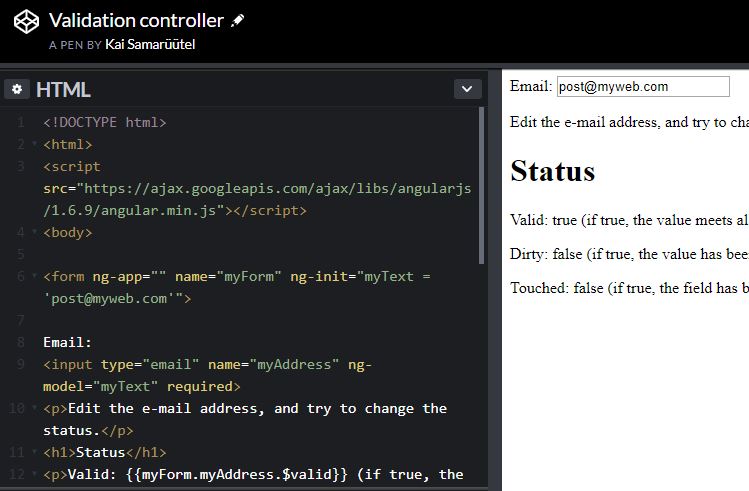 Validation controller
A PEN BY Kai Samarüütel
HTML
1 <!DOCTYPE html>
2 <html>
3 <script
src="https://ajax.googleapis.com/ajax/libs/angularjs
/1.6.9/angular.min.js"></script>
4 <body>
5
6 <form ng-app="" name="myForm" ng-init="myText =
'post@myweb.com'">
7
8 Email:
9 <input type="email" name="myAddress" ng-
model="myText" required>
10 <p>Edit the e-mail address, and try to change the
status.</p>
11 <h1>Status</h1>
12 <p>Valid: {{myForm.myAddress.$valid}} (if true, the
Email: post@myweb.com
Edit the e-mail address, and try to cha
Status
Valid: true (if true, the value meets al
Dirty: false (if true, the value has bee
Touched: false (if true, the field has b